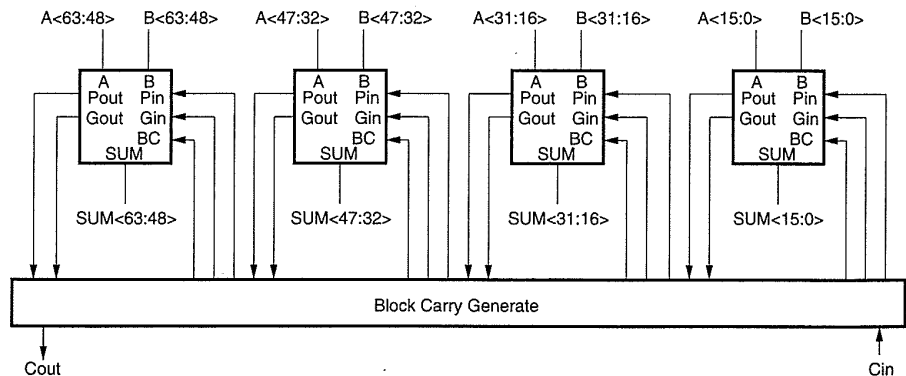 A<63:48> B<63:48> A<47:32> B<47:32> A<31:16> B<31:16> A<15:0> B<15:0>
A B A B A B A B
Pout Pin Pout Pin Pout Pin Pout Pin
Gout Gin Gout Gin Gout Gin Gout Gin
BC BC BC BC
SUM SUM SUM SUM
SUM<63:48> SUM<47:32> SUM<31:16> SUM<15:0>
Block Carry Generate
Cout Cin